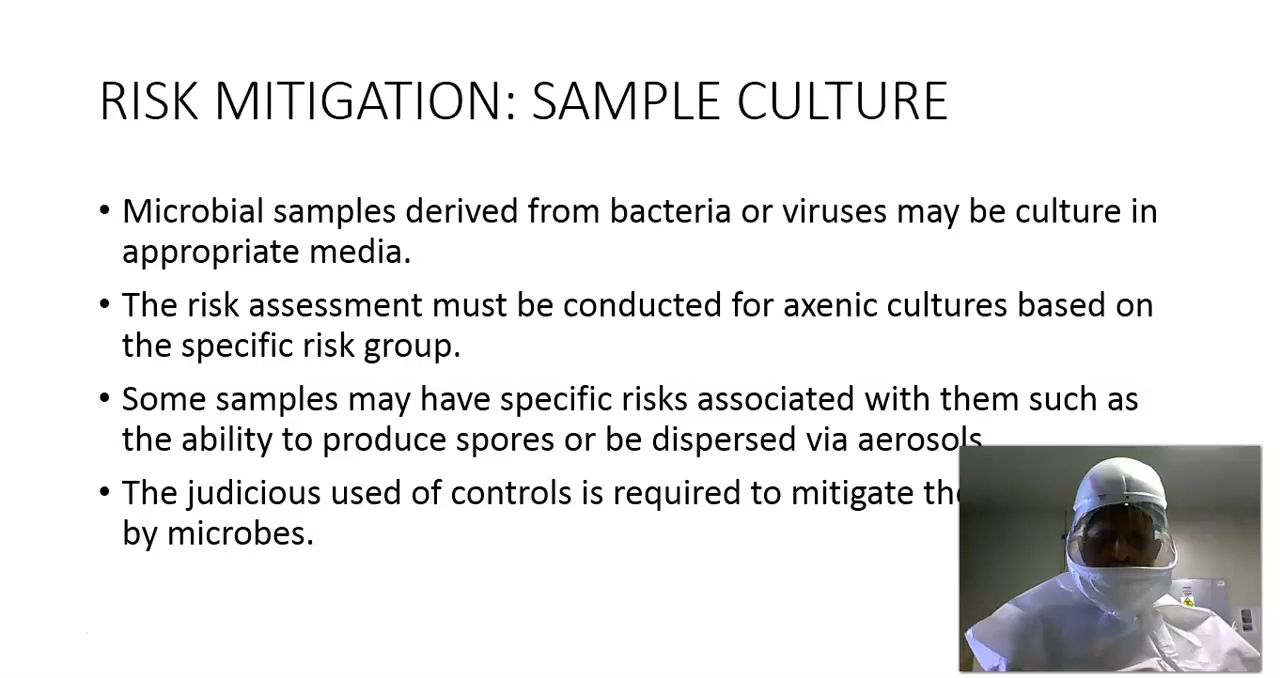 RISK MITIGATION: SAMPLE CULTURE
• Microbial samples derived from bacteria or viruses may be culture in
appropriate media.
• The risk assessment must be conducted for axenic cultures based on
the specific risk group.
• Some samples may have specific risks associated with them such as
the ability to produce spores or be dispersed via aerosols
• The judicious used of controls is required to mitigate
by microbes.